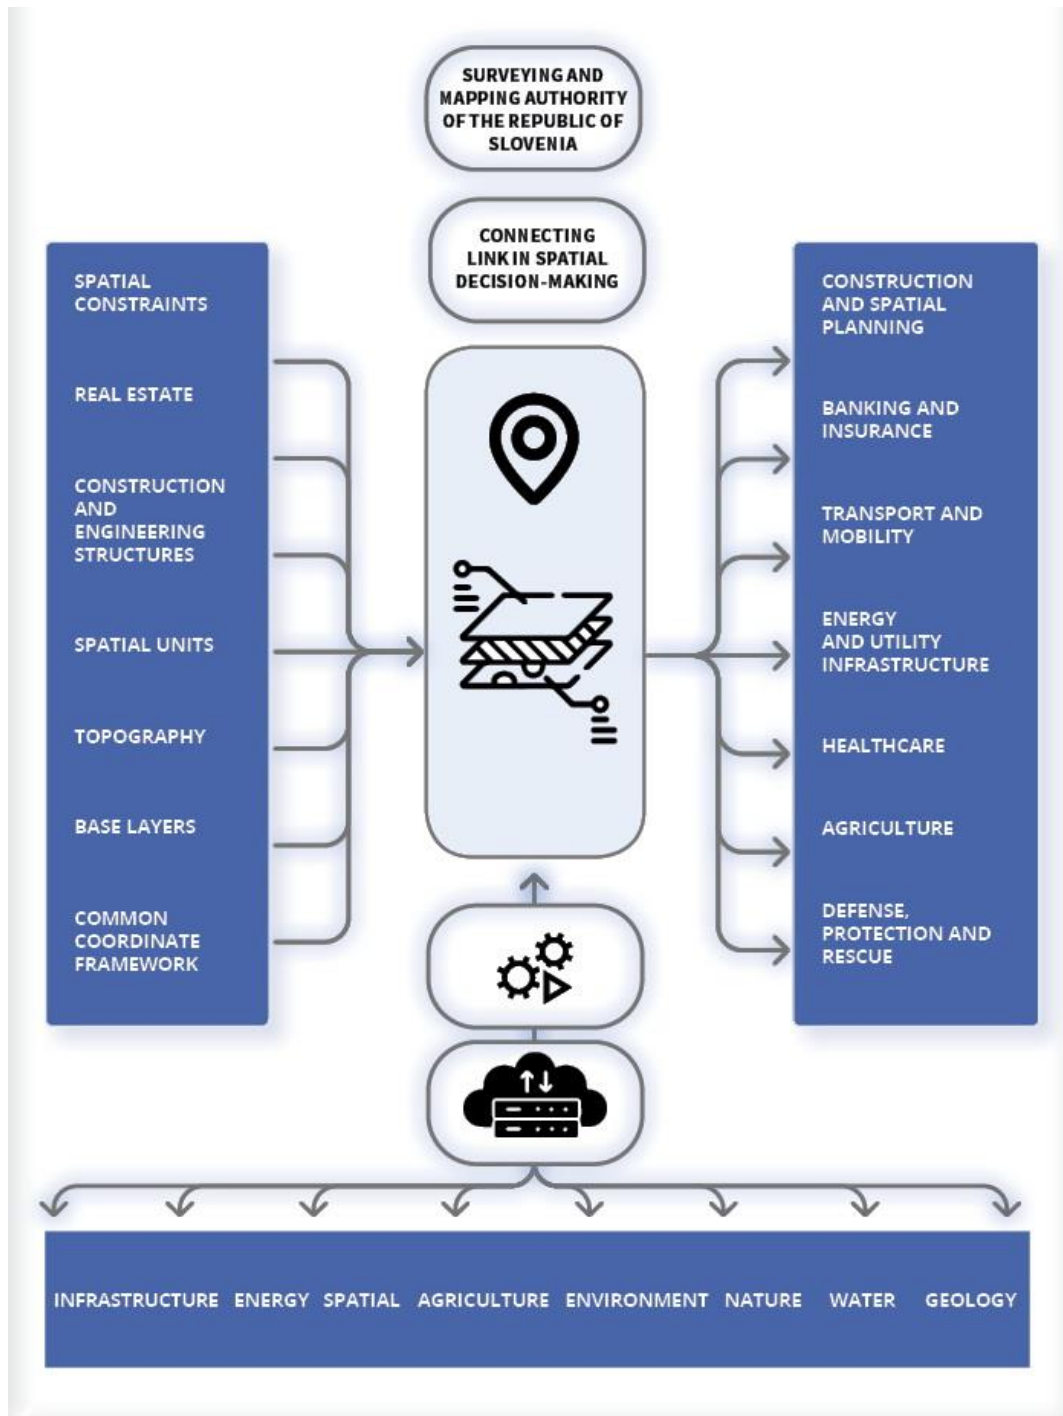 SURVEYING AND
MAPPING AUTHORITY
OF THE REPUBLIC OF
SLOVENIA
CONNECTING
LINK IN SPATIAL
DECISION-MAKING
SPATIAL
CONSTRAINTS
REAL ESTATE
CONSTRUCTION
AND
ENGINEERING
STRUCTURES
SPATIAL UNITS
TOPOGRAPHY
BASE LAYERS
COMMON
COORDINATE
FRAMEWORK
CONSTRUCTION
AND SPATIAL
PLANNING
BANKING AND
INSURANCE
TRANSPORT AND
MOBILITY
ENERGY
AND UTILITY
INFRASTRUCTURE
HEALTHCARE
AGRICULTURE
DEFENSE,
PROTECTION AND
RESCUE
INFRASTRUCTURE ENERGY SPATIAL AGRICULTURE ENVIRONMENT NATURE WATER GEOLOGY